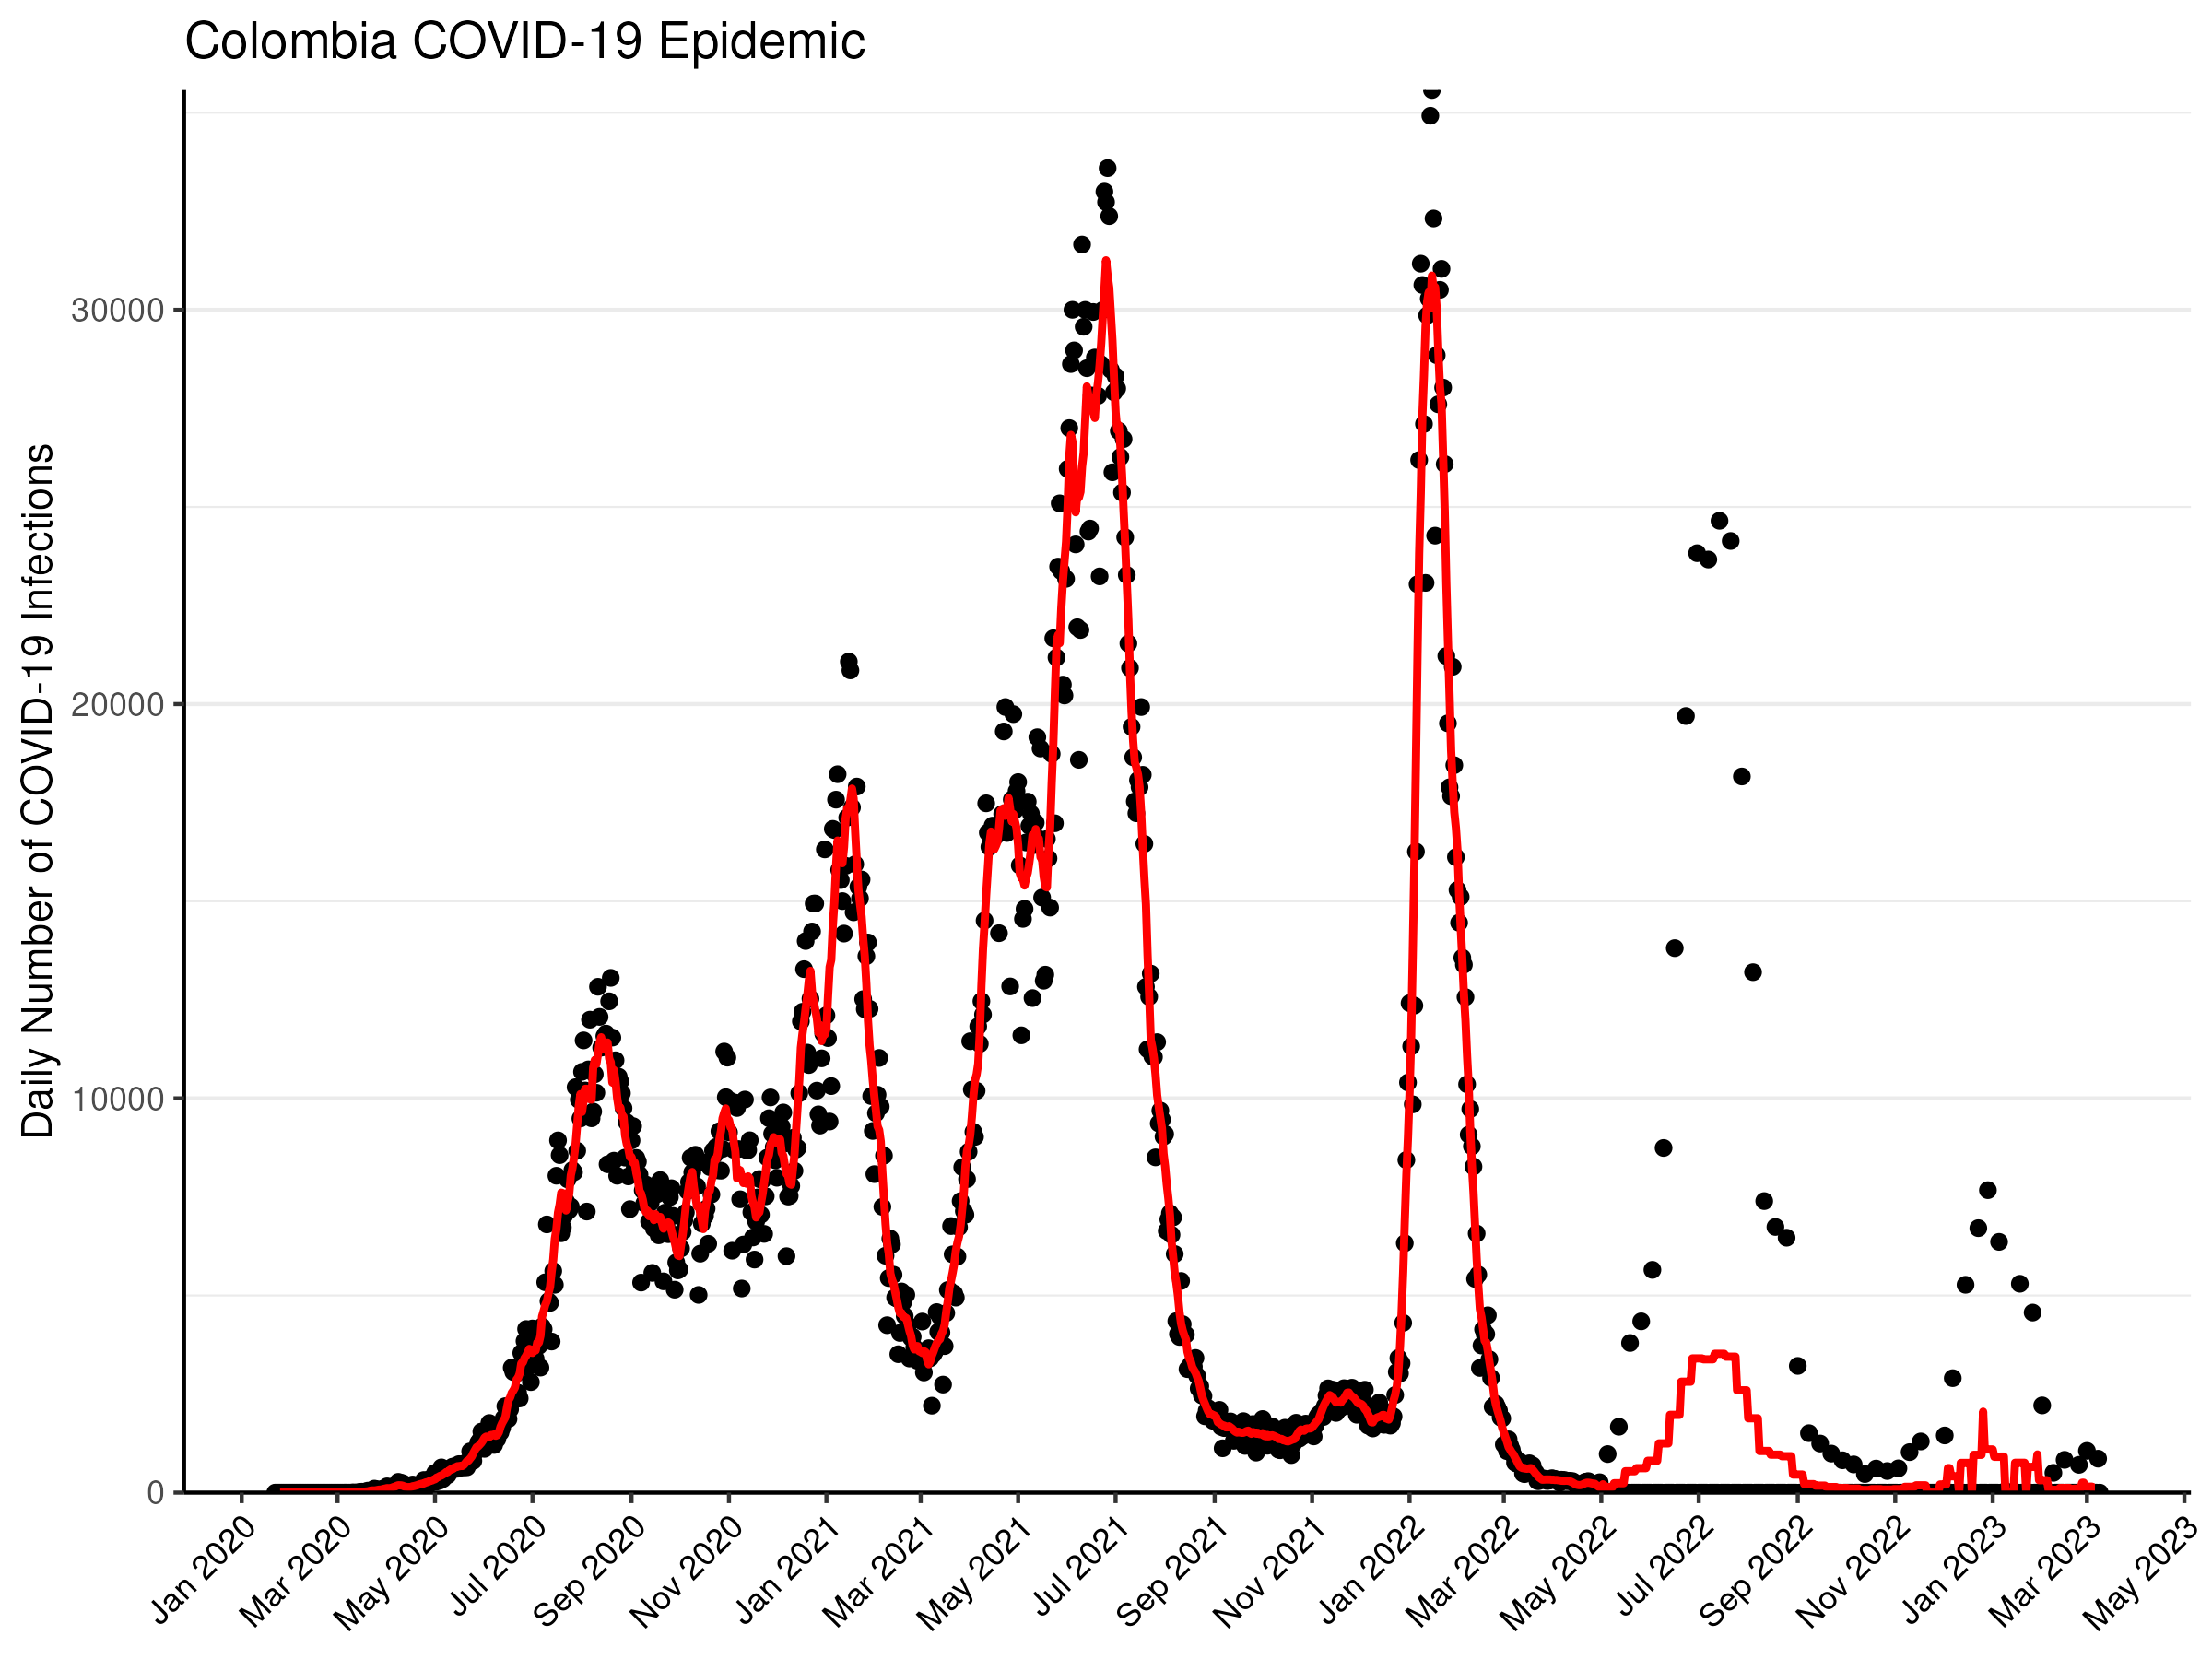 Colombia COVID-19 Epidemic
Daily Number of COVID-19 Infections
30000
20000
10000
0
Jan 2020
Mar 2020
May 2020
Jul 2020
Sep 2020
Nov 2020
Jan 2021
Mar 2021
May 2021
Jul 2021
Sep 2021
Nov 2021
Jan 2022
Mar 2022
May 2022
Jul 2022
Sep 2022
Nov 2022
Jan 2023
Mar 2023
May 2023